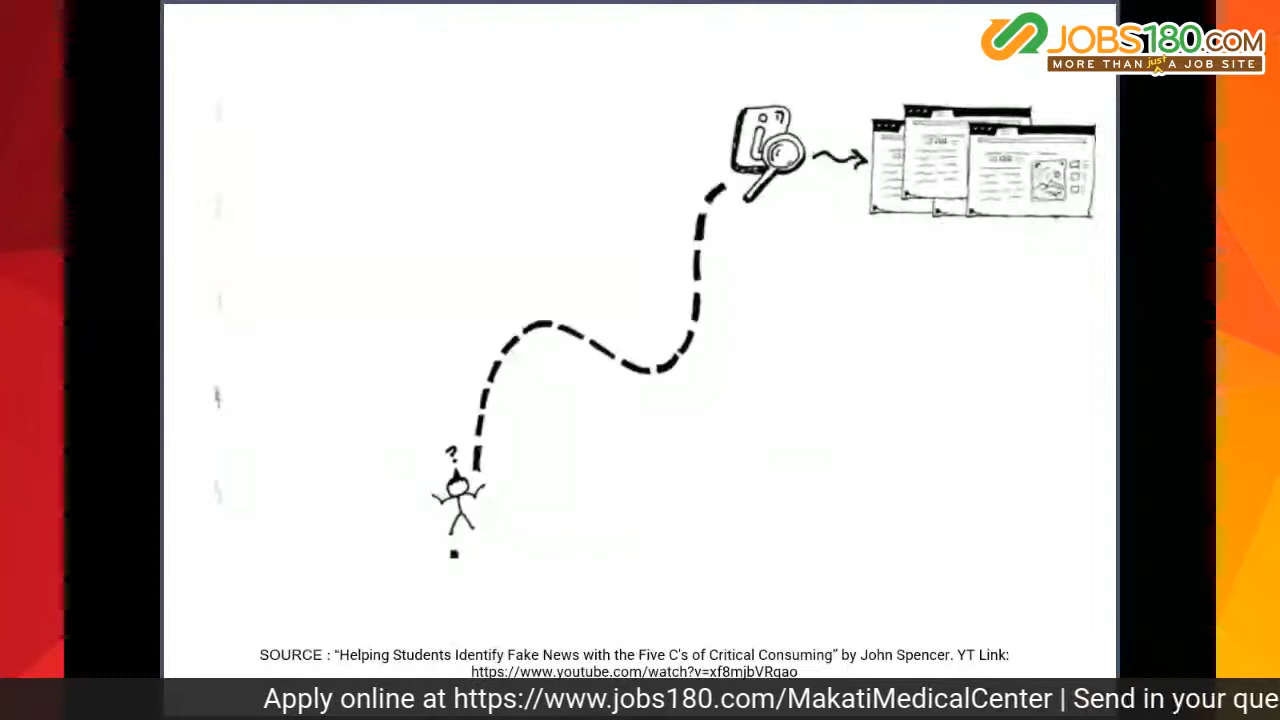 JOBS180.COM
MORE THAN just A JOB SITE
?
SOURCE : “Helping Students Identify Fake News with the Five C's of Critical Consuming” by John Spencer. YT Link:
https://www.youtube.com/watch?v=xf8mjbVRqao
Apply online at https://www.jobs180.com/MakatiMedicalCenter | Send in your que